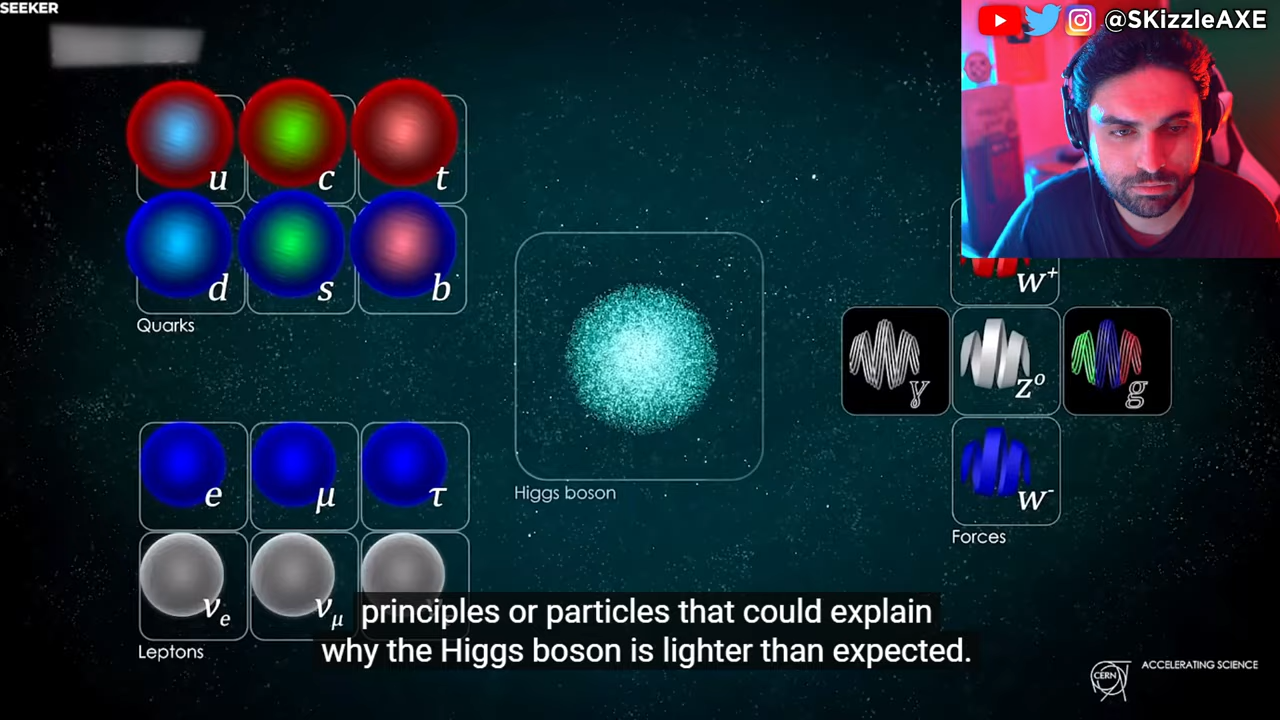 SEEKER
@SKizzleAXE
u
c
t
d
s
b
Quarks
W+
γ
Z⁰
g
W-
Forces
Higgs boson
e
μ
τ
νe
νμ
Leptons
principles or particles that could explain
why the Higgs boson is lighter than expected.
CERN
ACCELERATING SCIENCE